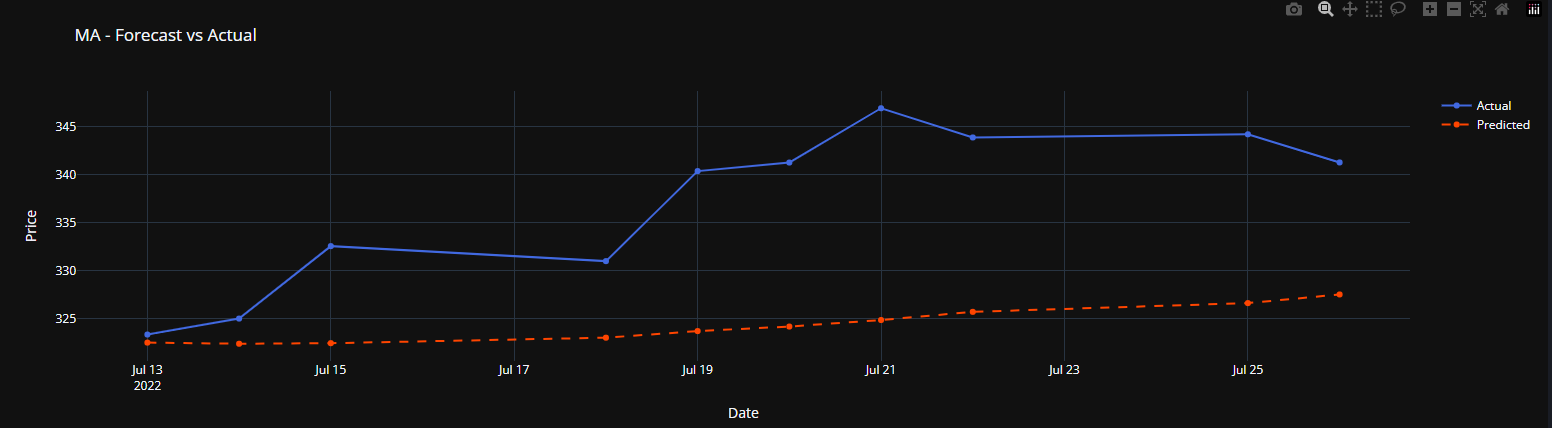 MA - Forecast vs Actual
Actual
Predicted
345
340
335
330
325
Price
Jul 13
2022
Jul 15
Jul 17
Jul 19
Jul 21
Jul 23
Jul 25
Date